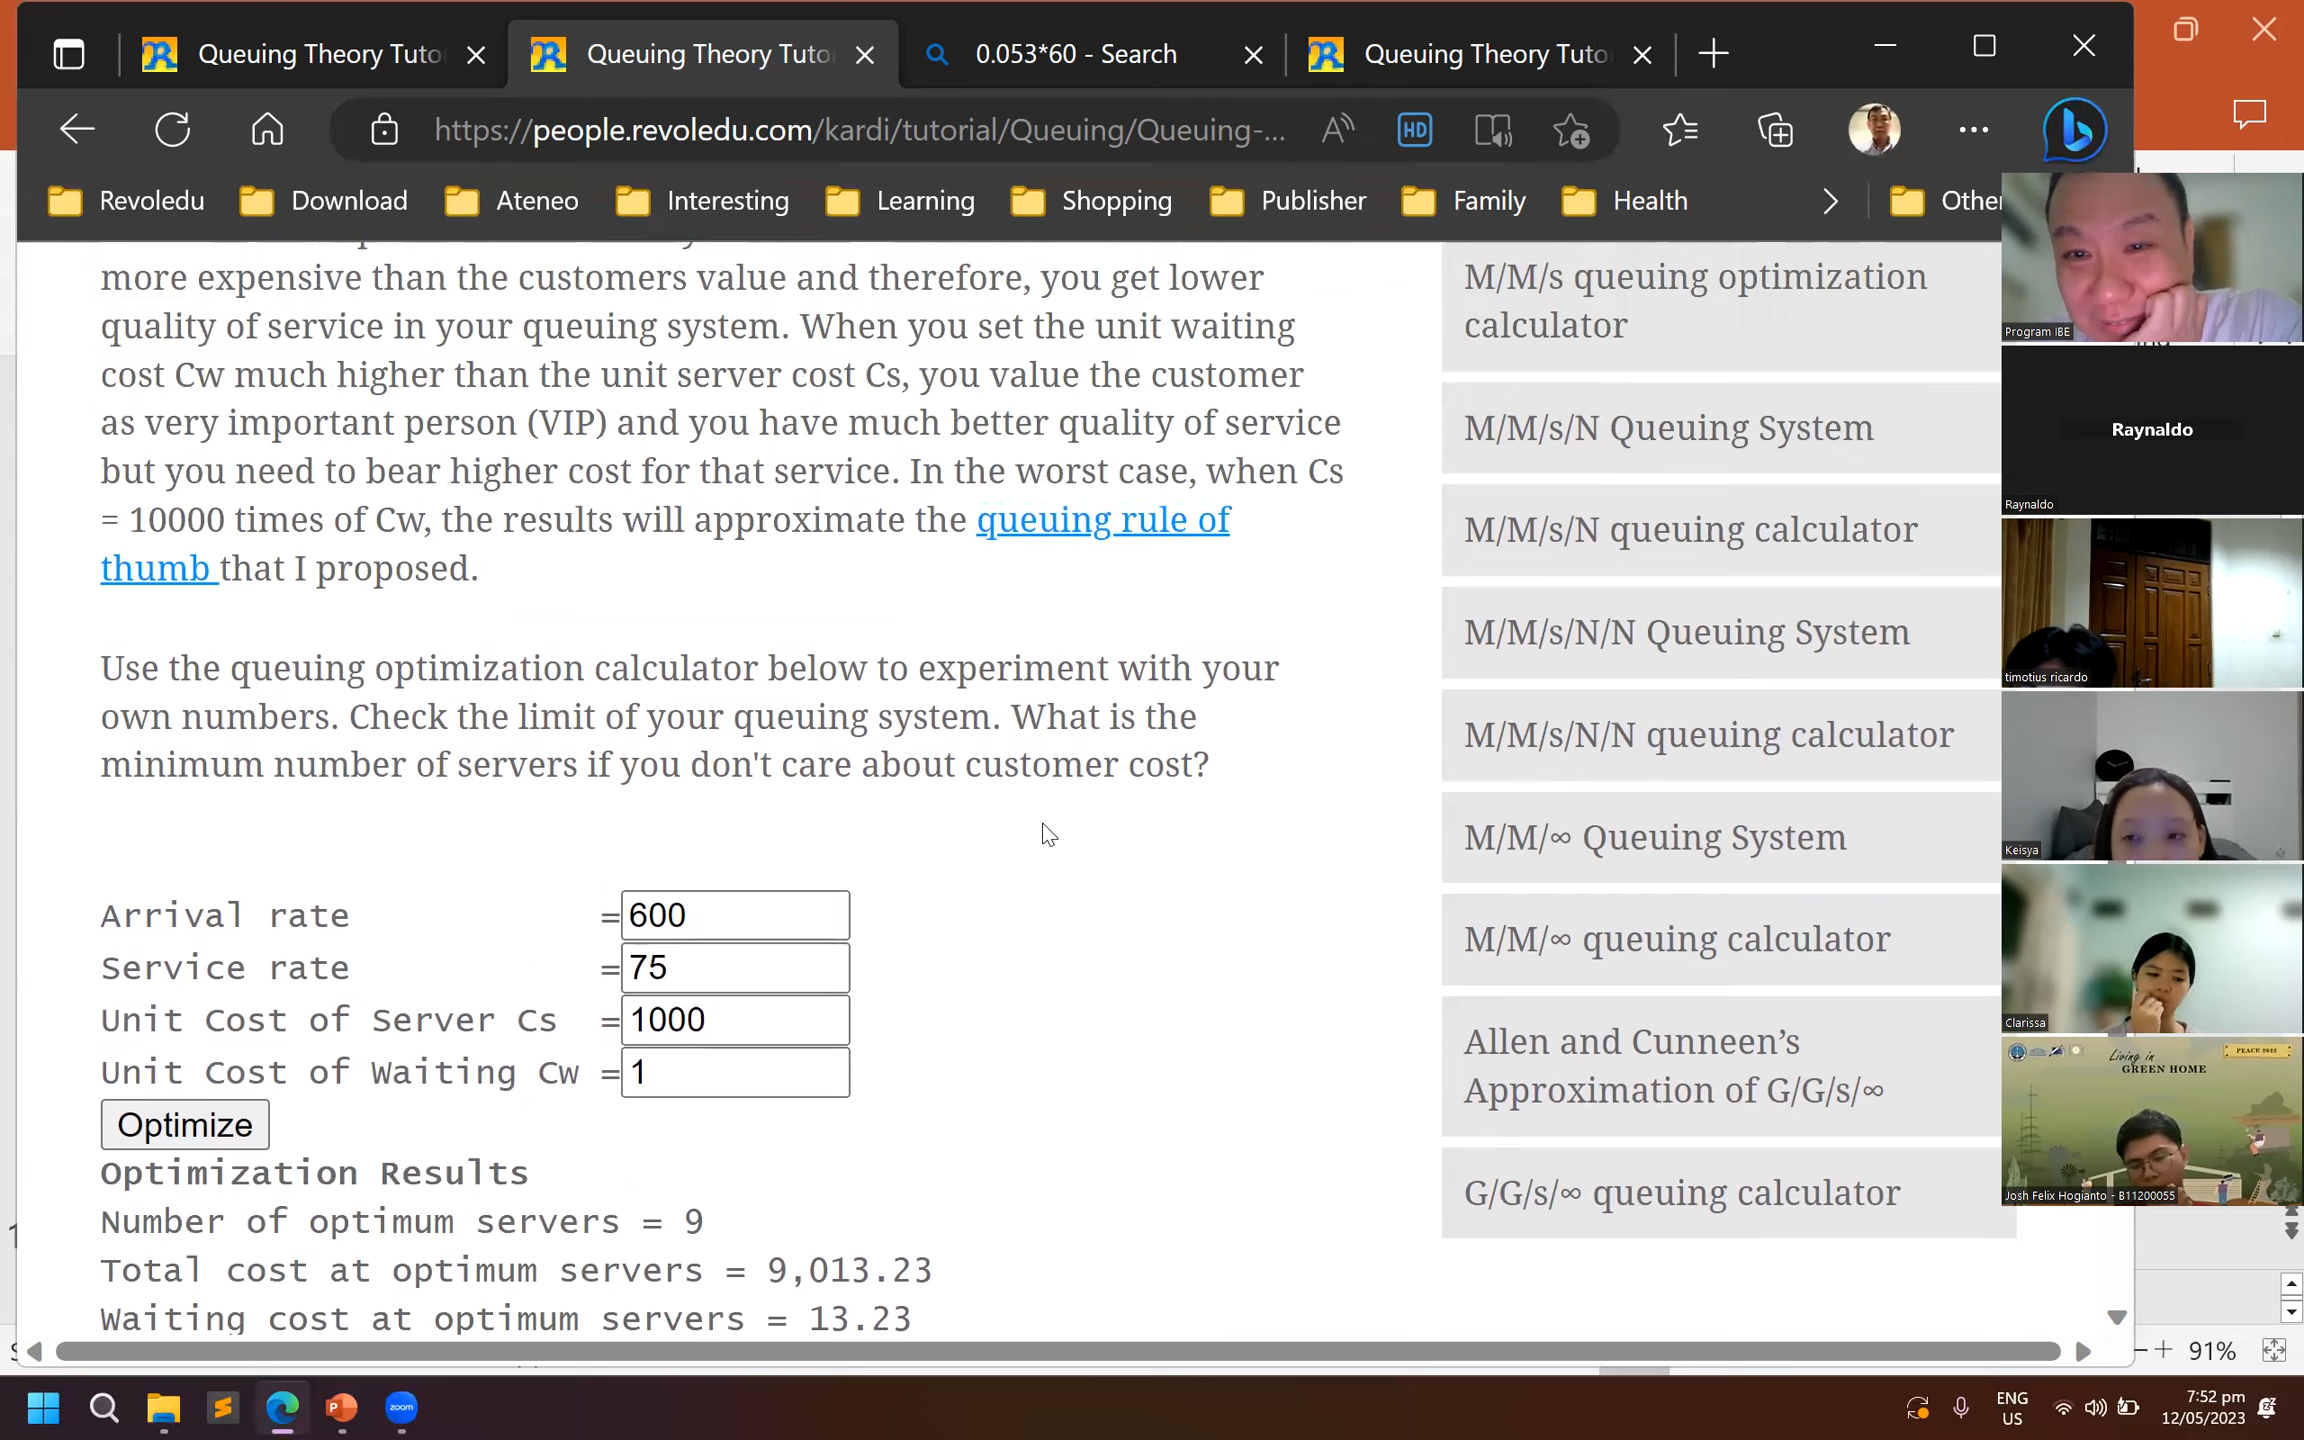 Queuing Theory Tuto
Queuing Theory Tuto
0.053*60 - Search
Queuing Theory Tuto
https://people.revoledu.com/kardi/tutorial/Queuing/Queuing-...
HD
Revoledu
Download
Ateneo
Interesting
Learning
Shopping
Publisher
Family
Health
Other
more expensive than the customers value and therefore, you get lower
quality of service in your queuing system. When you set the unit waiting
cost Cw much higher than the unit server cost Cs, you value the customer
as very important person (VIP) and you have much better quality of service
but you need to bear higher cost for that service. In the worst case, when Cs
= 10000 times of Cw, the results will approximate the queuing rule of
thumb that I proposed.
Use the queuing optimization calculator below to experiment with your
own numbers. Check the limit of your queuing system. What is the
minimum number of servers if you don't care about customer cost?
Arrival rate =600
Service rate =75
Unit Cost of Server Cs =1000
Unit Cost of Waiting Cw =1
Optimize
Optimization Results
Number of optimum servers = 9
Total cost at optimum servers = 9,013.23
Waiting cost at optimum servers = 13.23
M/M/s queuing optimization
calculator
M/M/s/N Queuing System
M/M/s/N queuing calculator
M/M/s/N/N Queuing System
M/M/s/N/N queuing calculator
M/M/∞ Queuing System
M/M/∞ queuing calculator
Allen and Cunneen’s
Approximation of G/G/s/∞
G/G/s/∞ queuing calculator
Program IBE
Raynaldo
Raynaldo
timotius ricardo
Keisya
Clarissa
Living in
GREEN HOME
PEACE 2022
Josh Felix Hogianto - B11200055
91%
zoom
ENG
US
7:52 pm
12/05/2023